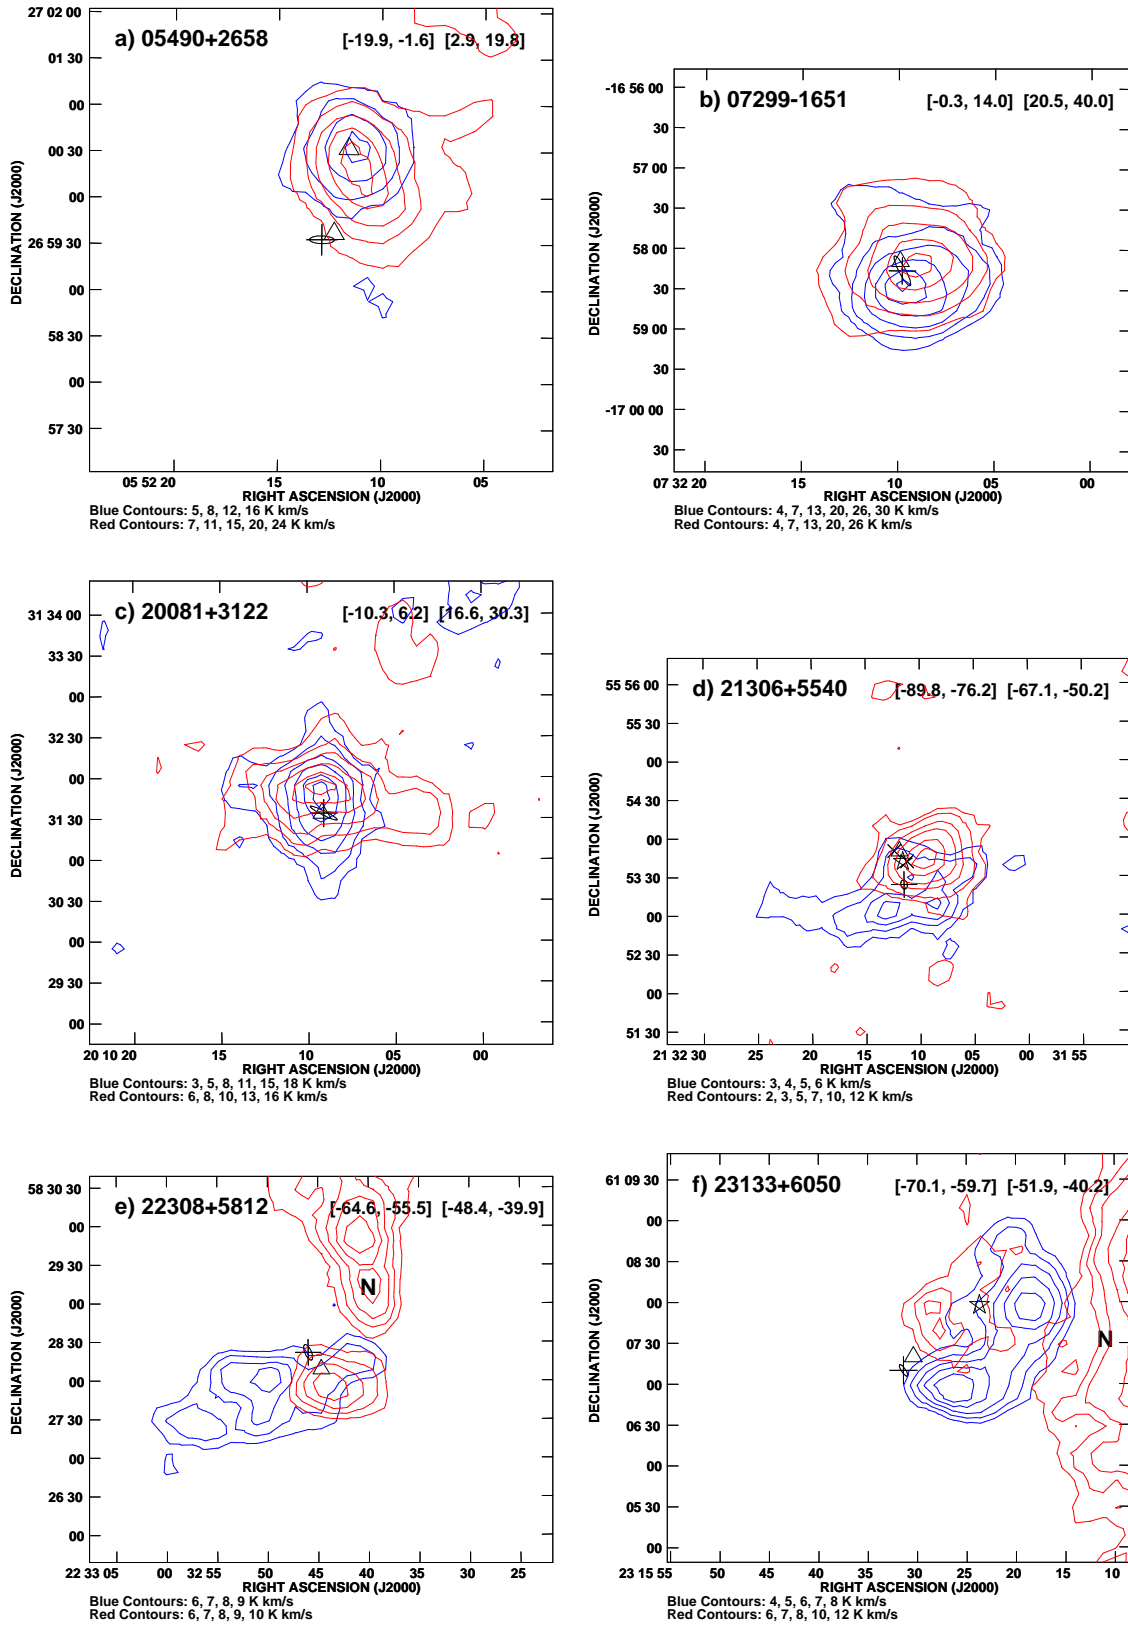 a) 05490+2658 [-19.9, -1.6] [2.9, 19.8]
27 02 00
01 30
00
00 30
00
26 59 30
00
58 30
00
57 30
DECLINATION (J2000)
05 52 20 15 10 05
RIGHT ASCENSION (J2000)
Blue Contours: 5, 8, 12, 16 K km/s
Red Contours: 7, 11, 15, 20, 24 K km/s
b) 07299-1651 [-0.3, 14.0] [20.5, 40.0]
-16 56 00
30
57 00
30
58 00
30
59 00
30
-17 00 00
30
DECLINATION (J2000)
07 32 20 15 10 05 00
RIGHT ASCENSION (J2000)
Blue Contours: 4, 7, 13, 20, 26, 30 K km/s
Red Contours: 4, 7, 13, 20, 26 K km/s
c) 20081+3122 [-10.3, 6.2] [16.6, 30.3]
31 34 00
33 30
00
32 30
00
31 30
00
30 30
00
29 30
00
DECLINATION (J2000)
20 10 20 15 10 05 00
RIGHT ASCENSION (J2000)
Blue Contours: 3, 5, 8, 11, 15, 18 K km/s
Red Contours: 6, 8, 10, 13, 16 K km/s
d) 21306+5540 [-89.8, -76.2] [-67.1, -50.2]
55 56 00
55 30
00
54 30
00
53 30
00
52 30
00
51 30
DECLINATION (J2000)
21 32 30 25 20 15 10 05 00 31 55
RIGHT ASCENSION (J2000)
Blue Contours: 3, 4, 5, 6 K km/s
Red Contours: 2, 3, 5, 7, 10, 12 K km/s
e) 22308+5812 [-64.6, -55.5] [-48.4, -39.9]
58 30 30
00
29 30
00
28 30
00
27 30
00
26 30
00
N
DECLINATION (J2000)
22 33 05 00 32 55 50 45 40 35 30 25
RIGHT ASCENSION (J2000)
Blue Contours: 6, 7, 8, 9 K km/s
Red Contours: 6, 7, 8, 9, 10 K km/s
f) 23133+6050 [-70.1, -59.7] [-51.9, -40.2]
61 09 30
00
08 30
00
07 30
00
06 30
00
05 30
00
N
DECLINATION (J2000)
23 15 55 50 45 40 35 30 25 20 15 10
RIGHT ASCENSION (J2000)
Blue Contours: 4, 5, 6, 7, 8 K km/s
Red Contours: 6, 7, 8, 10, 12 K km/s